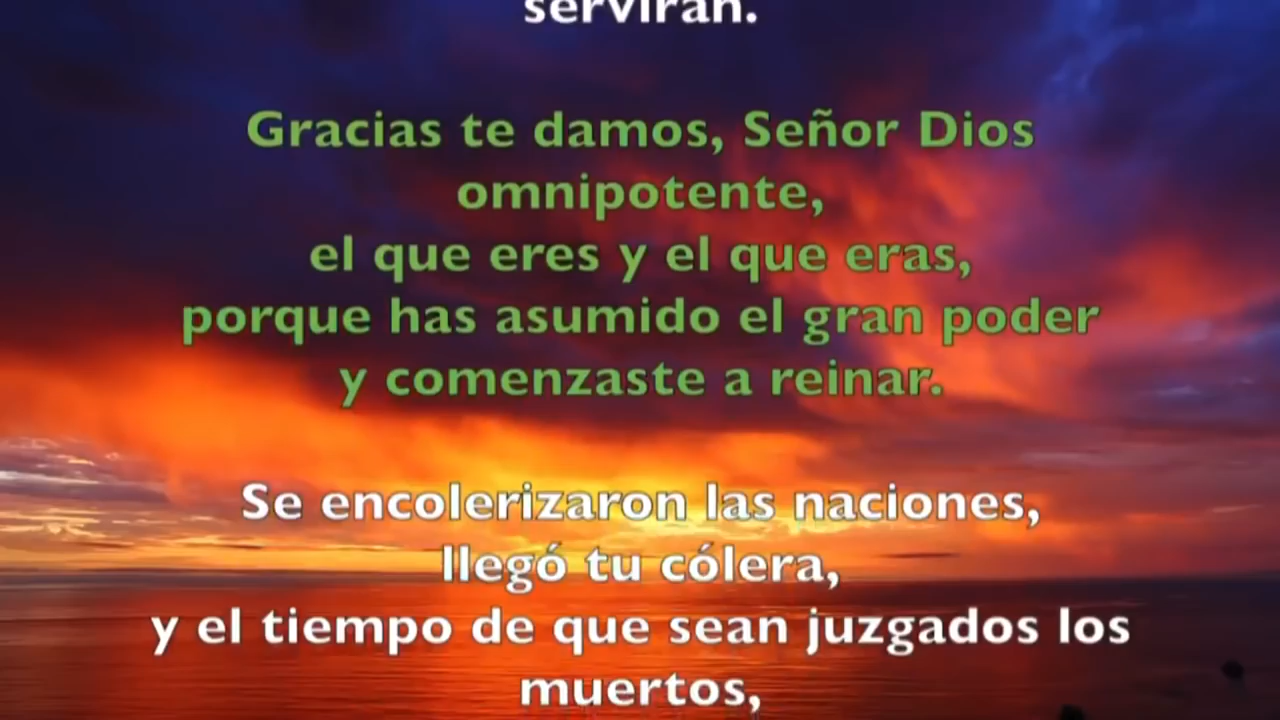 servirán.
Gracias te damos, Señor Dios
omnipotente,
el que eres y el que eras,
porque has asumido el gran poder
y comenzaste a reinar.
Se encolerizaron las naciones,
llegó tu cólera,
y el tiempo de que sean juzgados los
muertos,